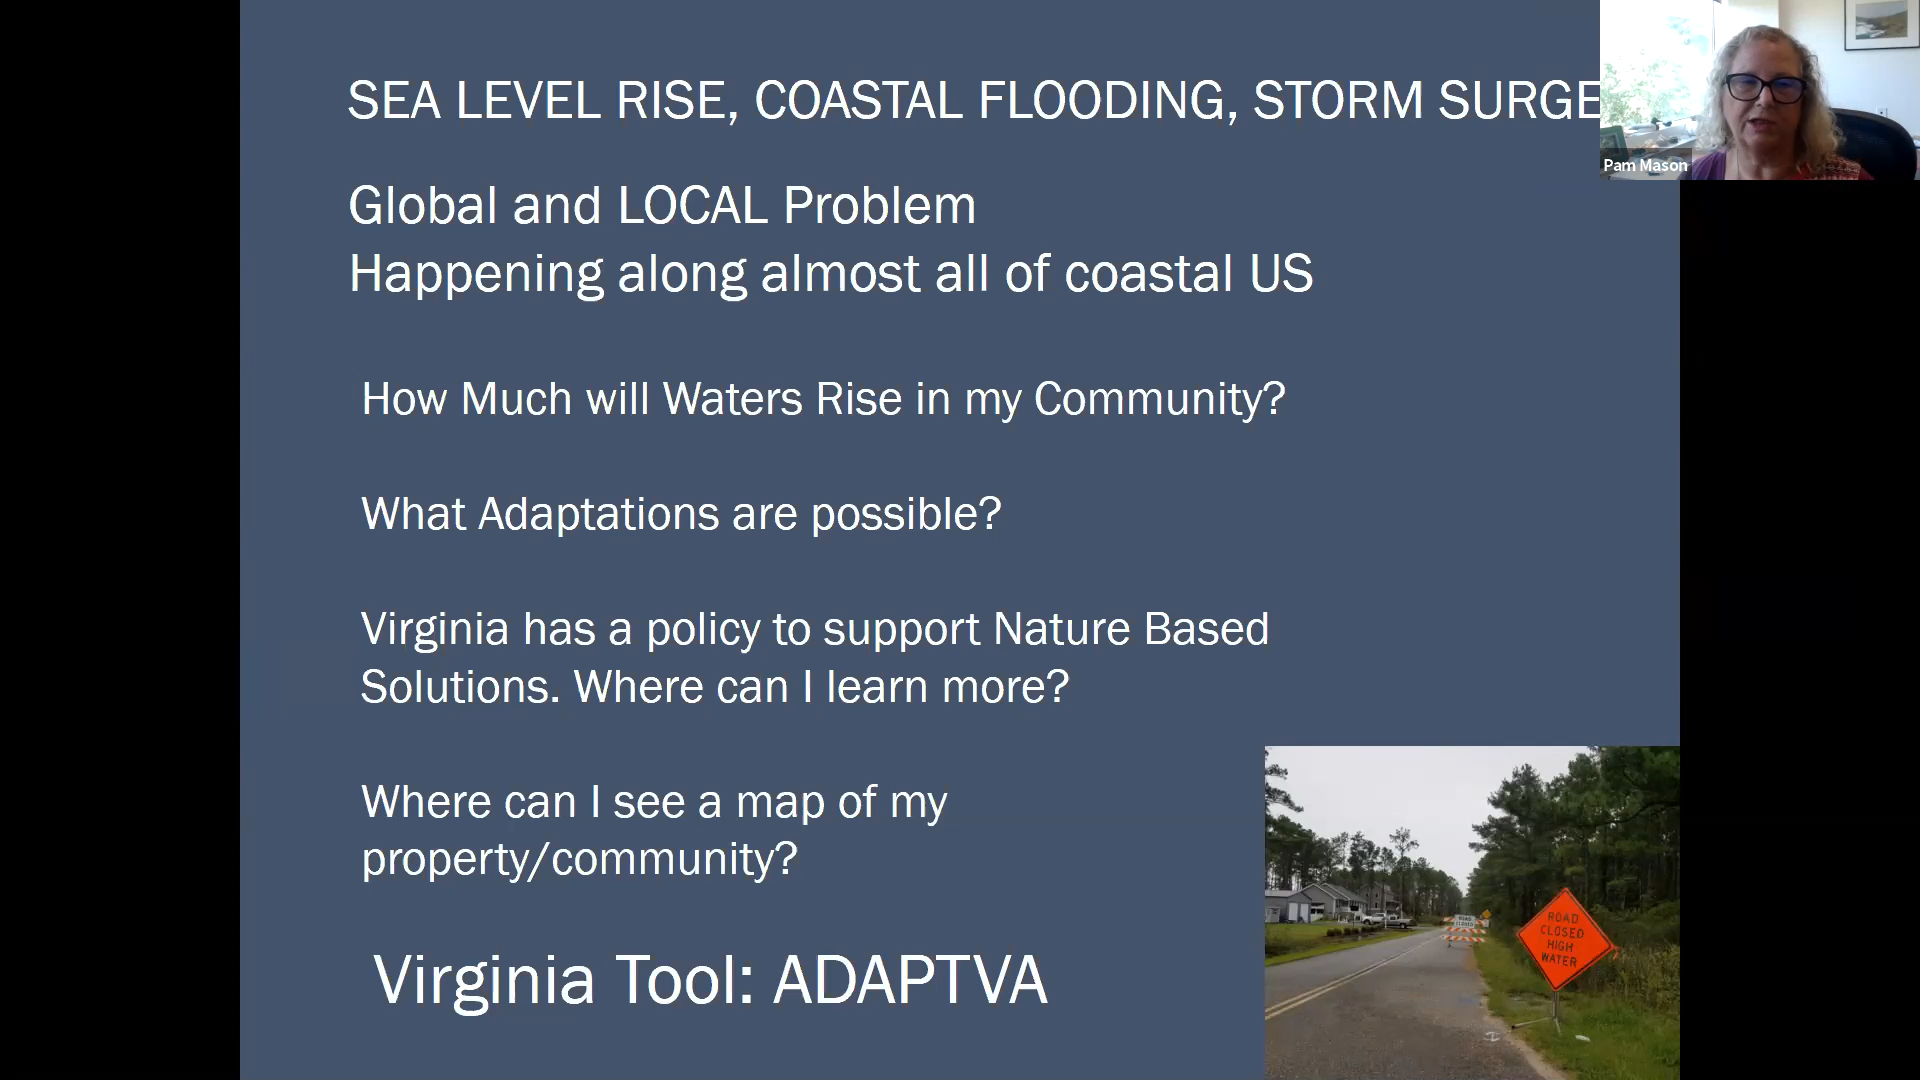 SEA LEVEL RISE, COASTAL FLOODING, STORM SURGE
Pam Mason
Global and LOCAL Problem
Happening along almost all of coastal US
How Much will Waters Rise in my Community?
What Adaptations are possible?
Virginia has a policy to support Nature Based
Solutions. Where can I learn more?
Where can I see a map of my
property/community?
ROAD
CLOSED
ROAD
CLOSED
HIGH
WATER
Virginia Tool: ADAPTVA